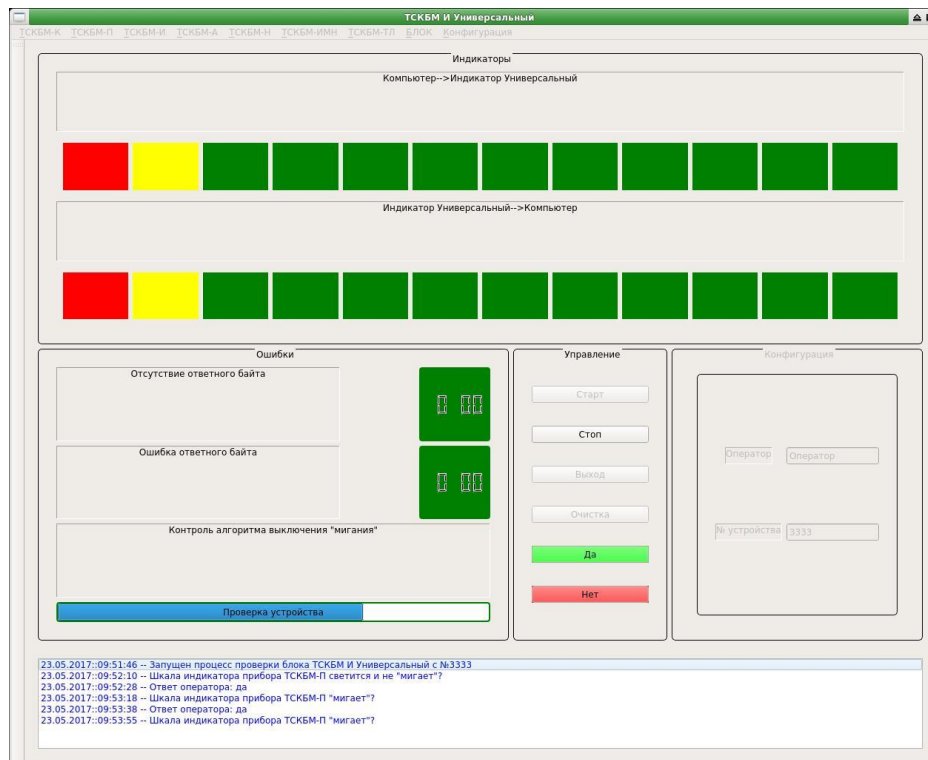 ТСКБМ И Универсальный
ТСКБМ-К ТСКБМ-П ТСКБМ-И ТСКБМ-А ТСКБМ-Н ТСКБМ-ИМН ТСКБМ-ТЛ БЛОК Конфигурация
Индикаторы
Компьютер-->Индикатор Универсальный
Индикатор Универсальный-->Компьютер
Ошибки
Отсутствие ответного байта
0 00
Ошибка ответного байта
0 00
Контроль алгоритма выключения "мигания"
Проверка устройства
Управление
Старт
Стоп
Выход
Очистка
Да
Нет
Конфигурация
Оператор Оператор
№ устройства 3333
23.05.2017::09:51:46 -- Запущен процесс проверки блока ТСКБМ И Универсальный с №3333
23.05.2017::09:52:10 -- Шкала индикатора прибора ТСКБМ-П светится и не "мигает"?
23.05.2017::09:52:28 -- Ответ оператора: да
23.05.2017::09:53:18 -- Шкала индикатора прибора ТСКБМ-П "мигает"?
23.05.2017::09:53:38 -- Ответ оператора: да
23.05.2017::09:53:55 -- Шкала индикатора прибора ТСКБМ-П "мигает"?